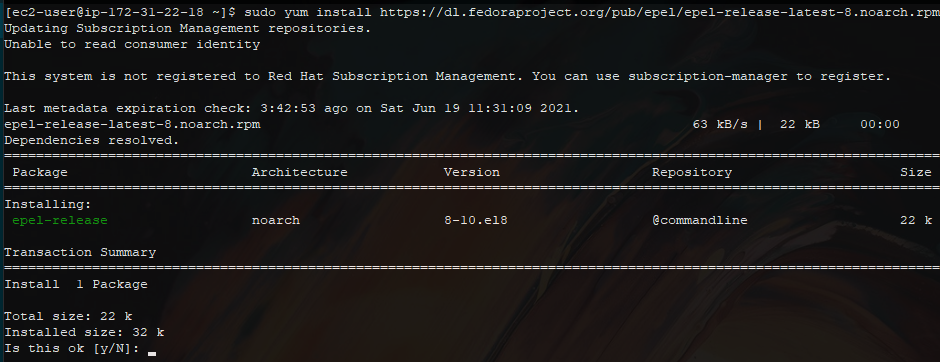 [ec2-user@ip-172-31-22-18 ~]$ sudo yum install https://dl.fedoraproject.org/pub/epel/epel-release-latest-8.noarch.rpm
Updating Subscription Management repositories.
Unable to read consumer identity
This system is not registered to Red Hat Subscription Management. You can use subscription-manager to register.
Last metadata expiration check: 3:42:53 ago on Sat Jun 19 11:31:09 2021.
epel-release-latest-8.noarch.rpm 63 kB/s | 22 kB 00:00
Dependencies resolved.
Package Architecture Version Repository Size
Installing:
epel-release noarch 8-10.el8 @commandline 22 k
Transaction Summary
Install 1 Package
Total size: 22 k
Installed size: 32 k
Is this ok [y/N]: